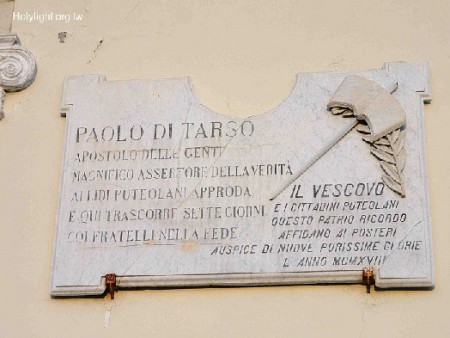 Holylight.org.tw
PAOLO DI TARSO
APOSTOLO DELLE GENTI
MAGNIFICO ASSERTORE DELLA VERITÀ
AI LIDI PUTEOLANI APPRODA
E QUI TRASCORRE SETTE GIORNI
COI FRATELLI NELLA FEDE
IL VESCOVO
E I CITTADINI PUTEOLANI
QUESTO PATRIO RICORDO
AFFIDANO AI POSTERI
AUSPICE DI NUOVE PURISSIME GLORIE
L ANNO MCMXVIII